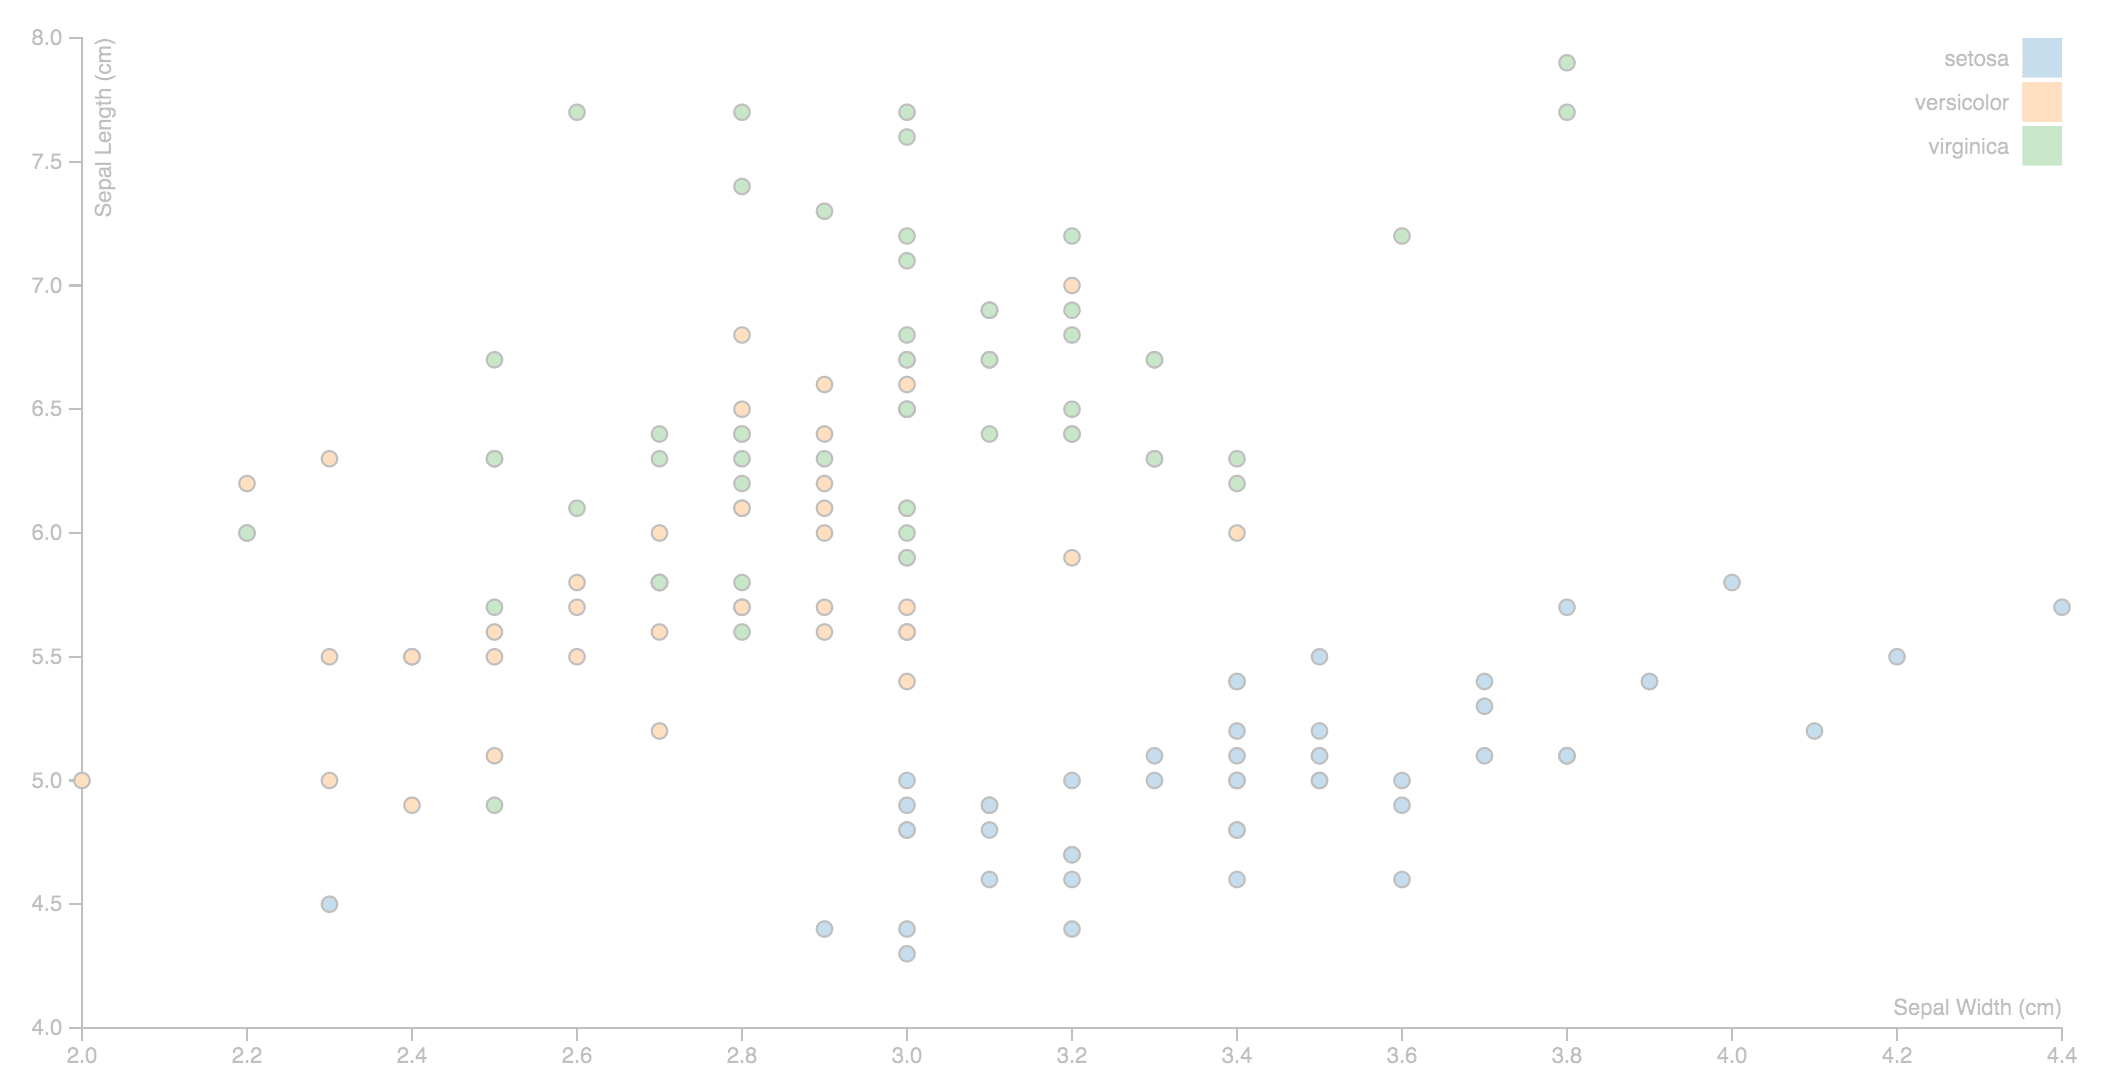 8.0
7.5
7.0
6.5
6.0
5.5
5.0
4.5
4.0
Sepal Length (cm)
setosa
versicolor
virginica
Sepal Width (cm)
2.0 2.2 2.4 2.6 2.8 3.0 3.2 3.4 3.6 3.8 4.0 4.2 4.4